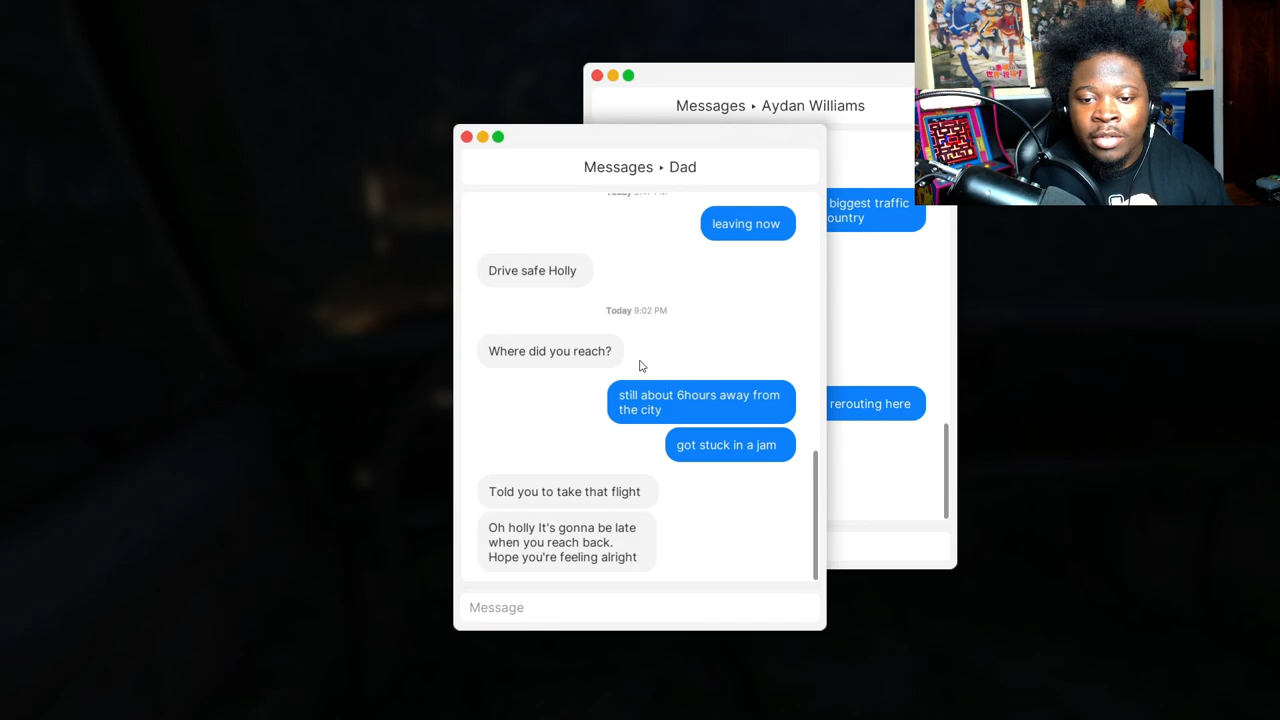 Messages ‣ Aydan Williams
biggest traffic
ountry
rerouting here
Messages ‣ Dad
leaving now
Drive safe Holly
Today 9:02 PM
Where did you reach?
still about 6hours away from
the city
got stuck in a jam
Told you to take that flight
Oh holly It's gonna be late
when you reach back.
Hope you're feeling alright
Message